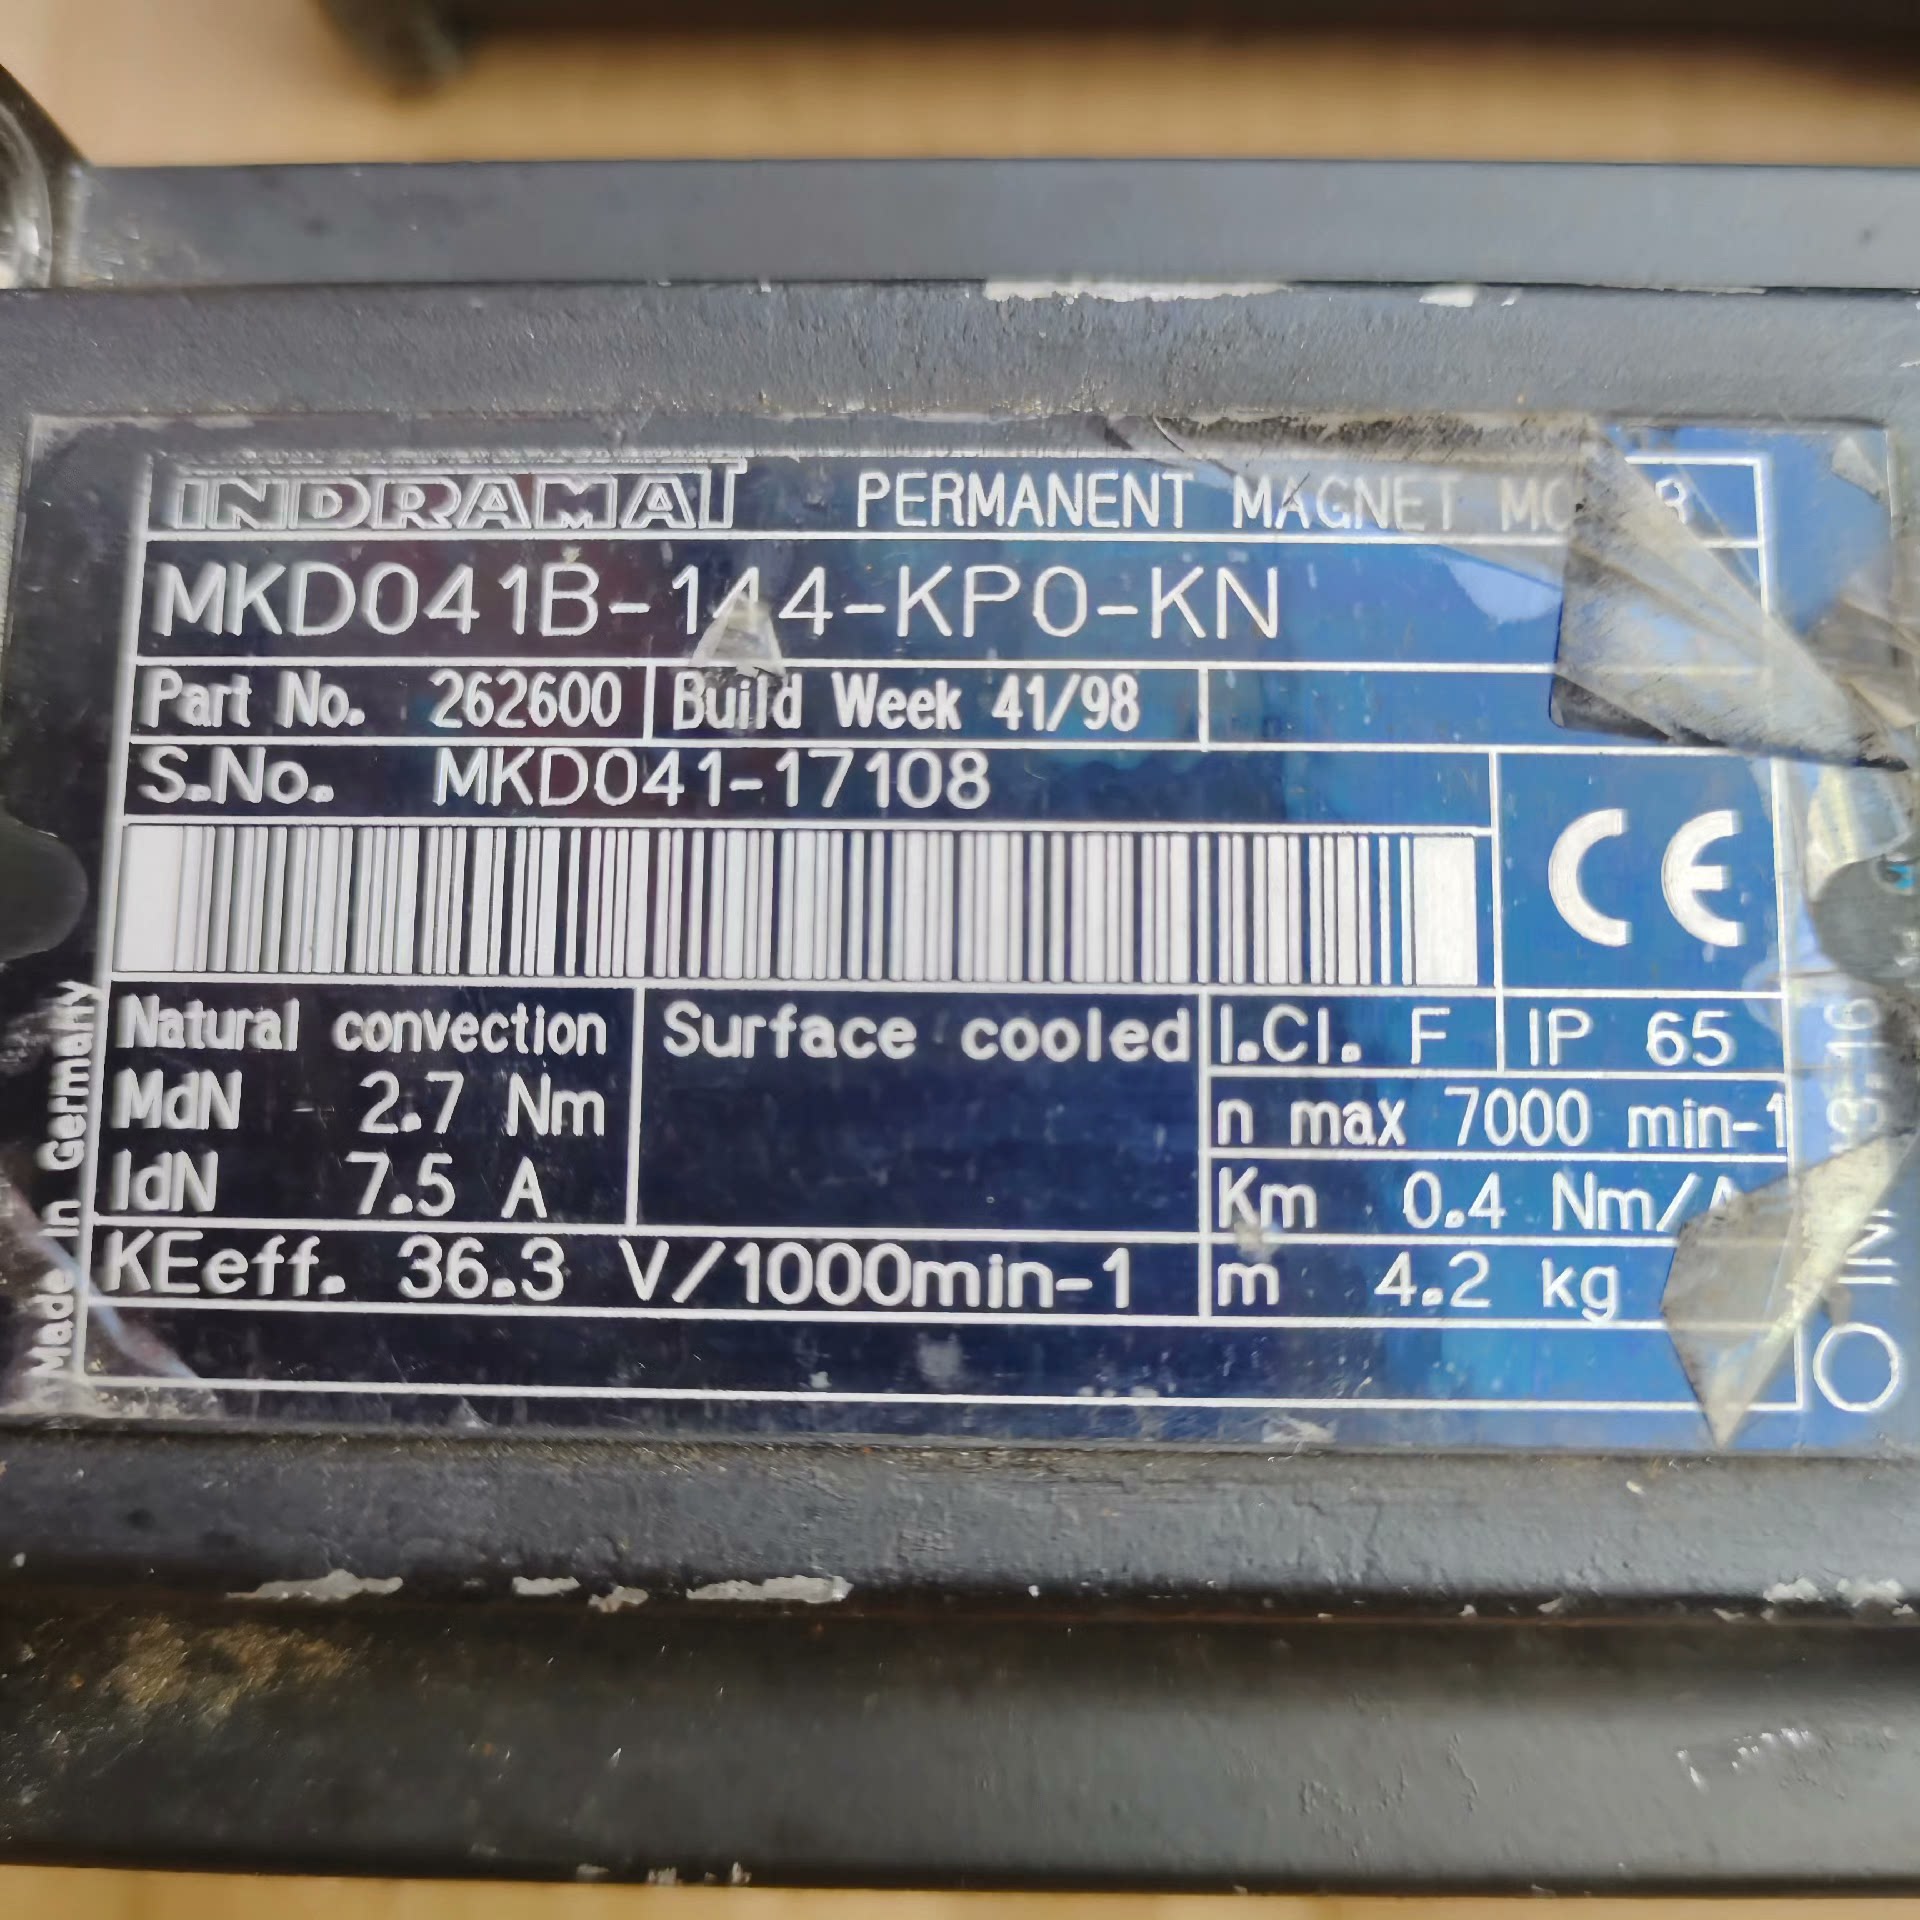 INDRAMAT PERMANENT MAGNET
MKD041B-144-KP0-KN
Part No. 262600 Build Week 41/98
S.No. MKD041-17108
CE
Natural convection Surface cooled I.Cl. F IP 65
MdN 2.7 Nm n max 7000 min-1
IdN 7.5 A Km 0.4 Nm/A
KEeff. 36.3 V/1000min-1 m 4.2 kg
Made in Germany